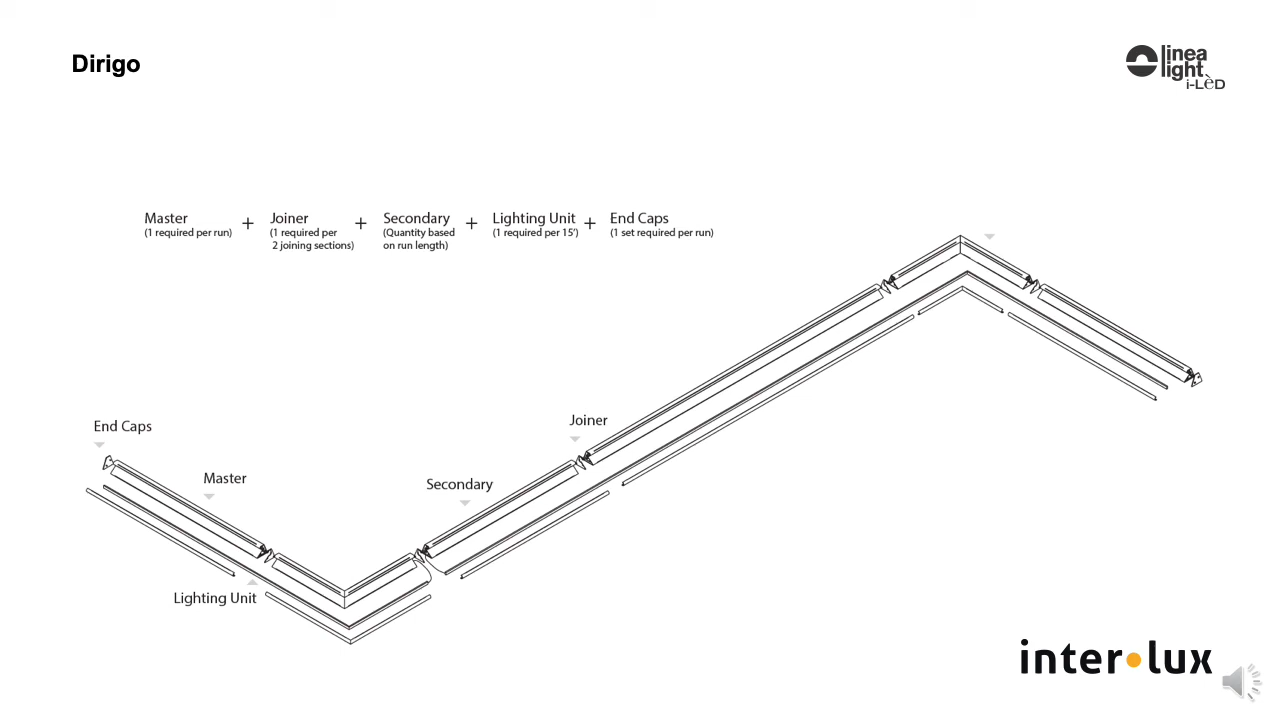 Dirigo
linea
light
i-LèD
Master
(1 required per run)
+
Joiner
(1 required per
2 joining sections)
+
Secondary
(Quantity based
on run length)
+
Lighting Unit
(1 required per 15')
+
End Caps
(1 set required per run)
Joiner
End Caps
Master
Secondary
Lighting Unit
inter•lux